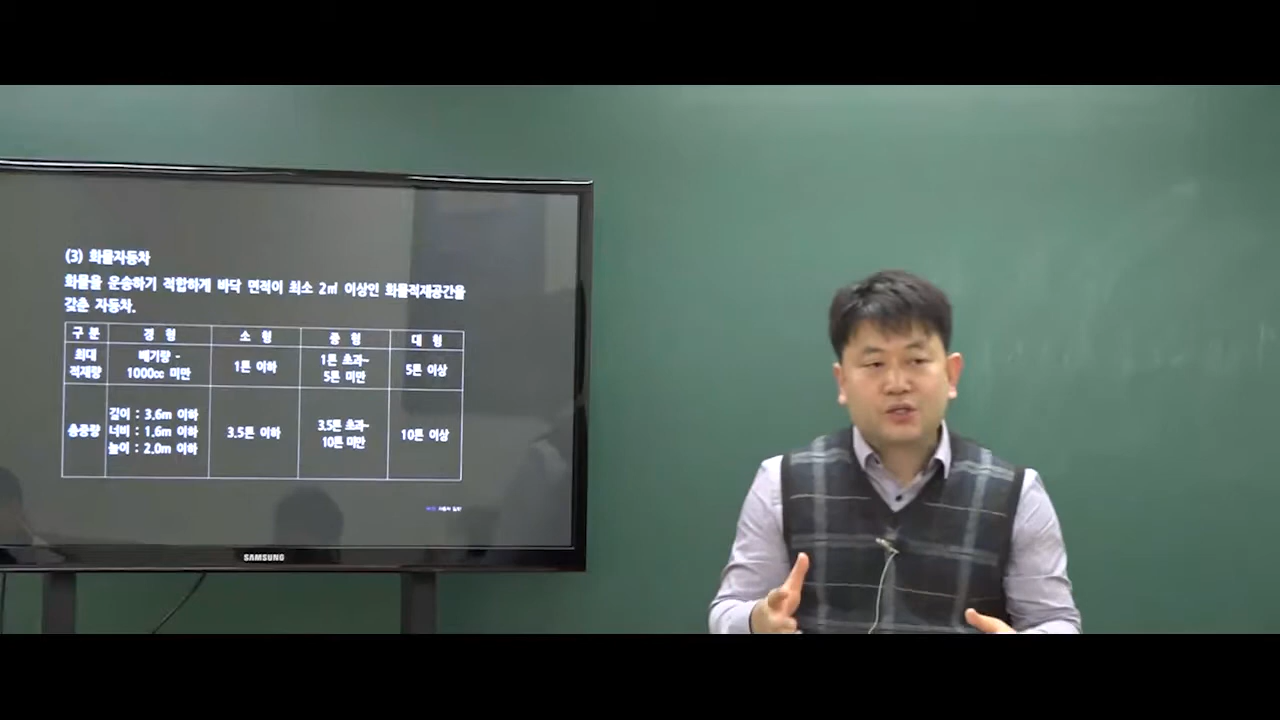 (3) 화물자동차
화물을 운송하기 적합하게 바닥 면적이 최소 2㎡ 이상인 화물적재공간을
갖춘 자동차.
구분 경 형 소 형 중 형 대 형
최대
적재량
배기량 -
1000cc 미만
1톤 이하
1톤 초과~
5톤 미만
5톤 이상
총중량
길이 : 3.6m 이하
너비 : 1.6m 이하
높이 : 2.0m 이하
3.5톤 이하
3.5톤 초과~
10톤 미만
10톤 이상
SAMSUNG